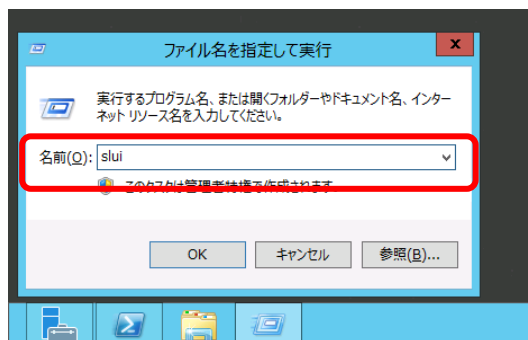 ファイル名を指定して実行
x
実行するプログラム名、または開くフォルダーやドキュメント名、インター
ネット リソース名を入力してください。
名前(O): slui
このタスクは管理者特権で作成されます。
OK キャンセル 参照(B)...